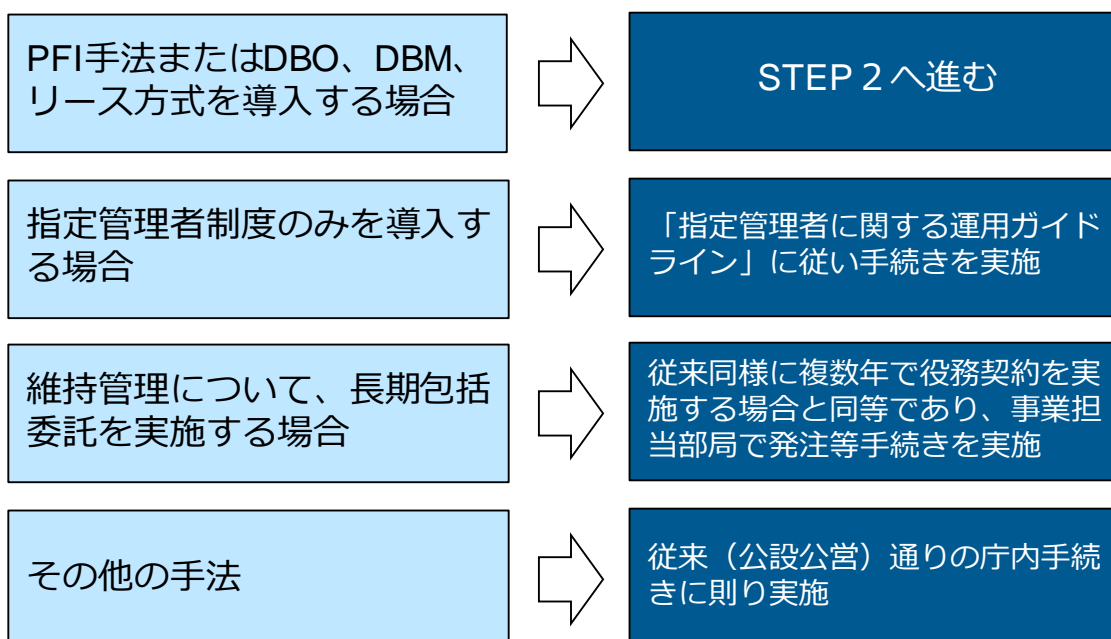 PFI手法またはDBO、DBM、
リース方式を導入する場合
STEP２へ進む
指定管理者制度のみを導入す
る場合
「指定管理者に関する運用ガイド
ライン」に従い手続きを実施
維持管理について、長期包括
委託を実施する場合
従来同様に複数年で役務契約を実
施する場合と同等であり、事業担
当部局で発注等手続きを実施
その他の手法
従来（公設公営）通りの庁内手続
きに則り実施